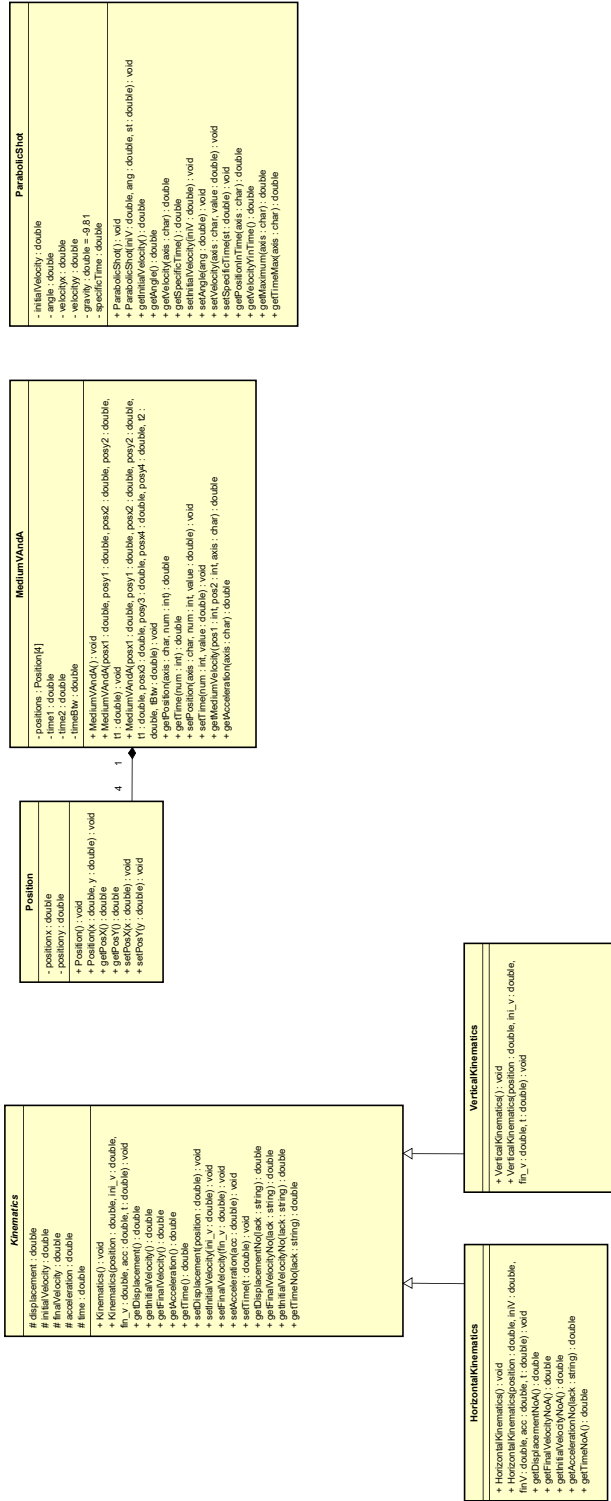 Kinematics
# displacement : double
# initialVelocity : double
# finalVelocity : double
# acceleration : double
# time : double
+ Kinematics() : void
+ Kinematics(position : double, ini_v : double,
fin_v : double, acc : double, t : double) : void
+ getDisplacement() : double
+ getInitialVelocity() : double
+ getFinalVelocity() : double
+ getAcceleration() : double
+ getTime() : double
+ setDisplacement(position : double) : void
+ setInitialVelocity(ini_v : double) : void
+ setFinalVelocity(fin_v : double) : void
+ setAcceleration(acc : double) : void
+ setTime(t : double) : void
+ getDisplacementNo(lack : string) : double
+ getFinalVelocityNo(lack : string) : double
+ getInitialVelocityNo(lack : string) : double
+ getTimeNo(lack : string) : double
HorizontalKinematics
+ HorizontalKinematics() : void
+ HorizontalKinematics(position : double, iniV : double,
finV : double, acc : double, t : double) : void
+ getDisplacementNoA() : double
+ getFinalVelocityNoA() : double
+ getInitialVelocityNoA() : double
+ getAccelerationNo(lack : string) : double
+ getTimeNoA() : double
VerticalKinematics
+ VerticalKinematics() : void
+ VerticalKinematics(position : double, ini_v : double,
fin_v : double, t : double) : void
Position
- positionx : double
- positiony : double
+ Position() : void
+ Position(x : double, y : double) : void
+ getPosX() : double
+ getPosY() : double
+ setPosX(x : double) : void
+ setPosY(y : double) : void
4
1
MediumVAndA
- positions : Position[4]
- time1 : double
- time2 : double
- timeBtw : double
+ MediumVAndA() : void
+ MediumVAndA(posx1 : double, posy1 : double, posx2 : double, posy2 : double,
t1 : double) : void
+ MediumVAndA(posx1 : double, posy1 : double, posx2 : double, posy2 : double,
t1 : double, posx3 : double, posy3 : double, posx4 : double, posy4 : double, t2 :
double, tBtw : double) : void
+ getPosition(axis : char, num : int) : double
+ getTime(num : int) : double
+ setPosition(axis : char, num : int, value : double) : void
+ setTime(num : int, value : double) : void
+ getMediumVelocity(pos1 : int, pos2 : int, axis : char) : double
+ getAcceleration(axis : char) : double
ParabolicShot
- initialVelocity : double
- angle : double
- velocityx : double
- velocityy : double
- gravity : double = -9.81
- specificTime : double
+ ParabolicShot() : void
+ ParabolicShot(iniV : double, ang : double, st : double) : void
+ getInitialVelocity() : double
+ getAngle() : double
+ getVelocity(axis : char) : double
+ getSpecificTime() : double
+ setInitialVelocity(iniV : double) : void
+ setAngle(ang : double) : void
+ setVelocity(axis : char, value : double) : void
+ setSpecificTime(st : double) : void
+ getPositionInTime(axis : char) : double
+ getVelocityYInTime() : double
+ getMaximum(axis : char) : double
+ getTimeMax(axis : char) : double